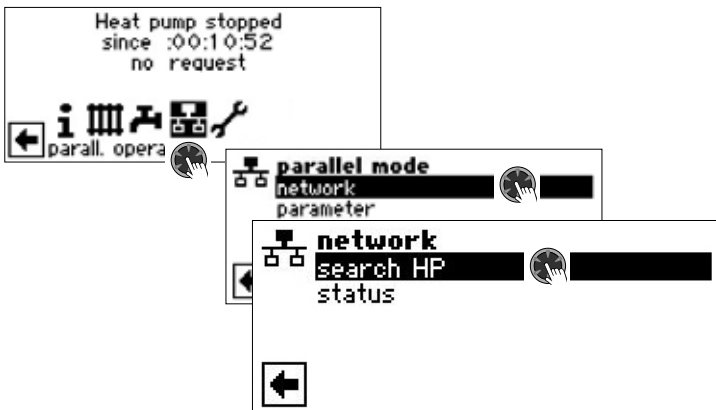 Heat pump stopped
since :00:10:52
no request
parall. opera
parallel mode
network
parameter
network
search HP
status